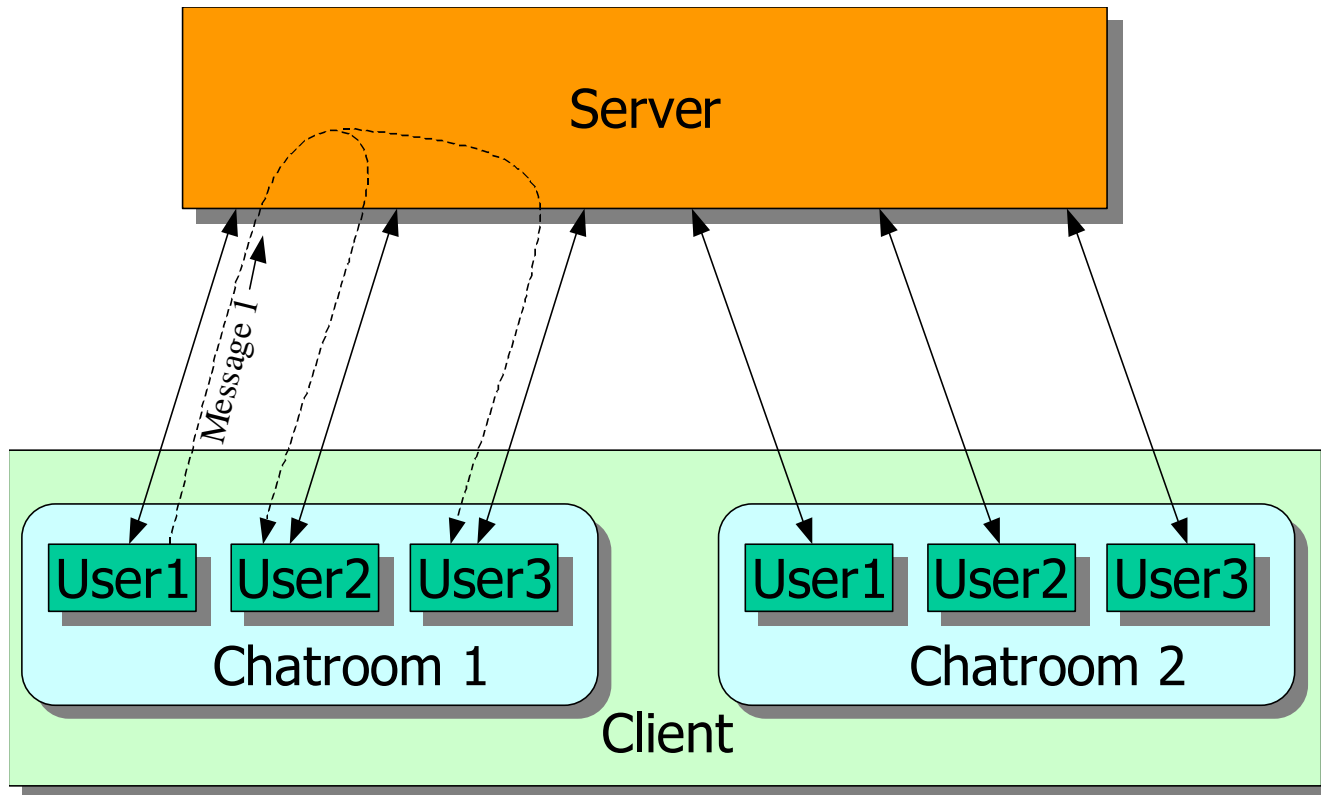 Server
Message 1
User1 User2 User3
Chatroom 1
User1 User2 User3
Chatroom 2
Client